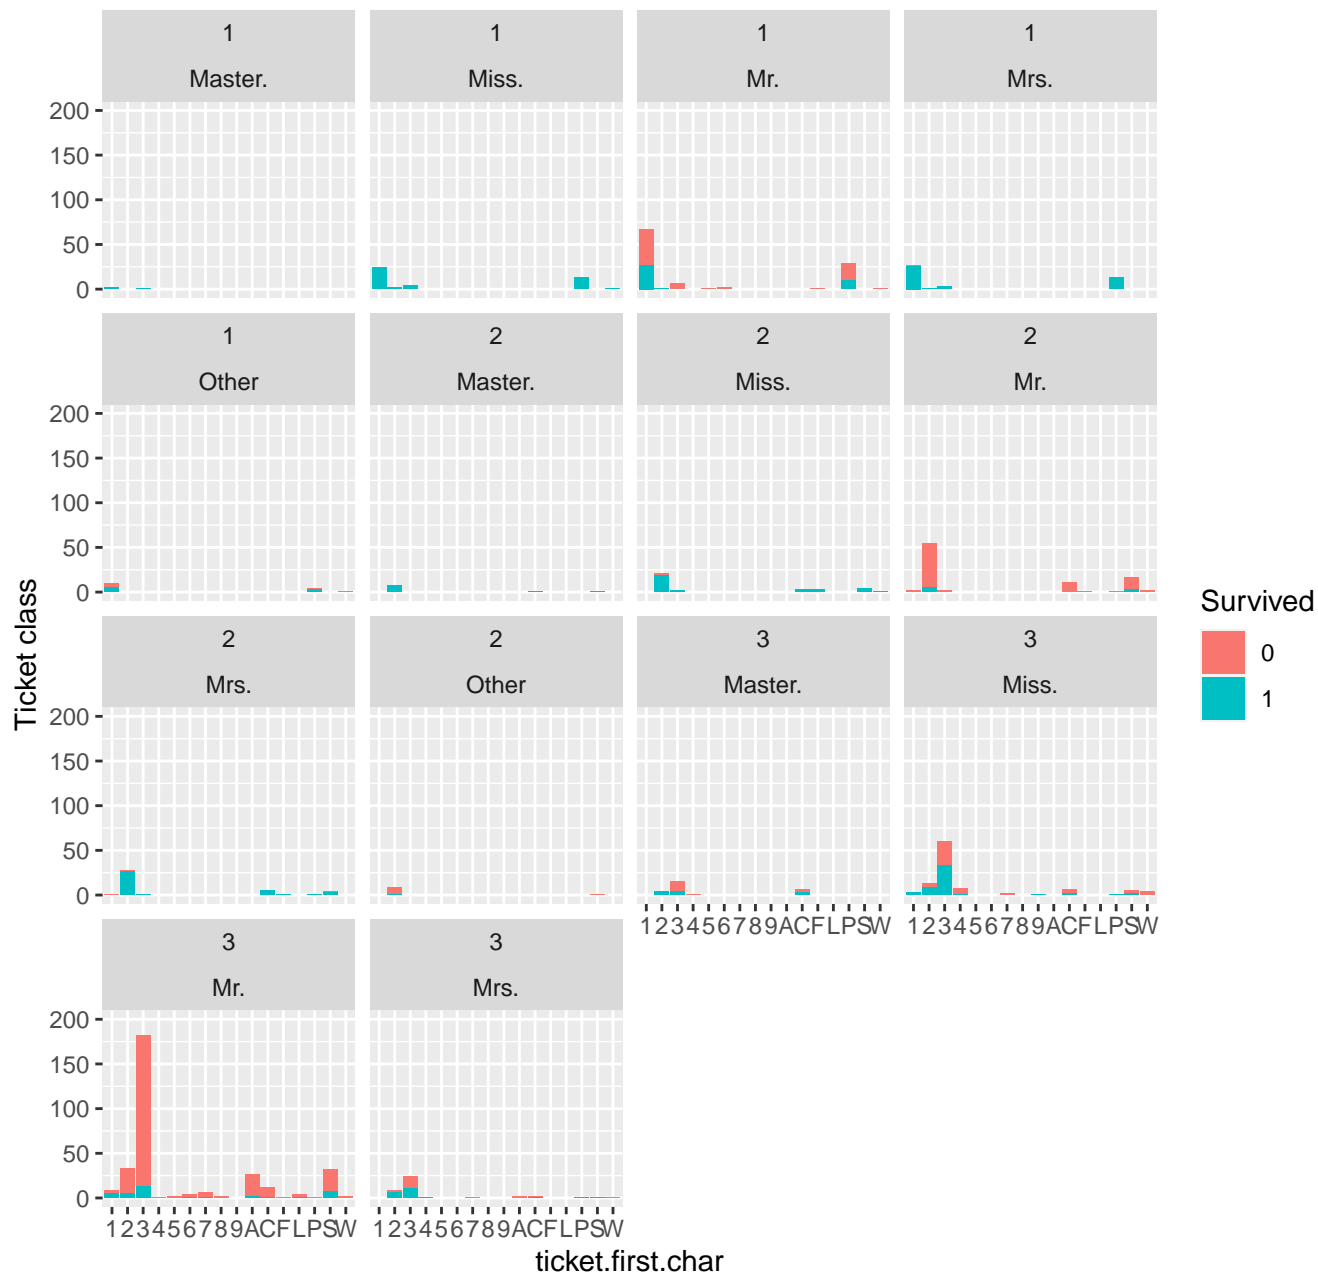 1 1 1 1
Master. Miss. Mr. Mrs.
200
150
100
50
0
1 2 2 2
Other Master. Miss. Mr.
200
150
100
50
0
2 2 3 3
Mrs. Other Master. Miss.
200
150
100
50
0
123456789ACFLPSW 123456789ACFLPSW
3 3
Mr. Mrs.
200
150
100
50
0
123456789ACFLPSW 123456789ACFLPSW
ticket.first.char
Ticket class
Survived
0
1